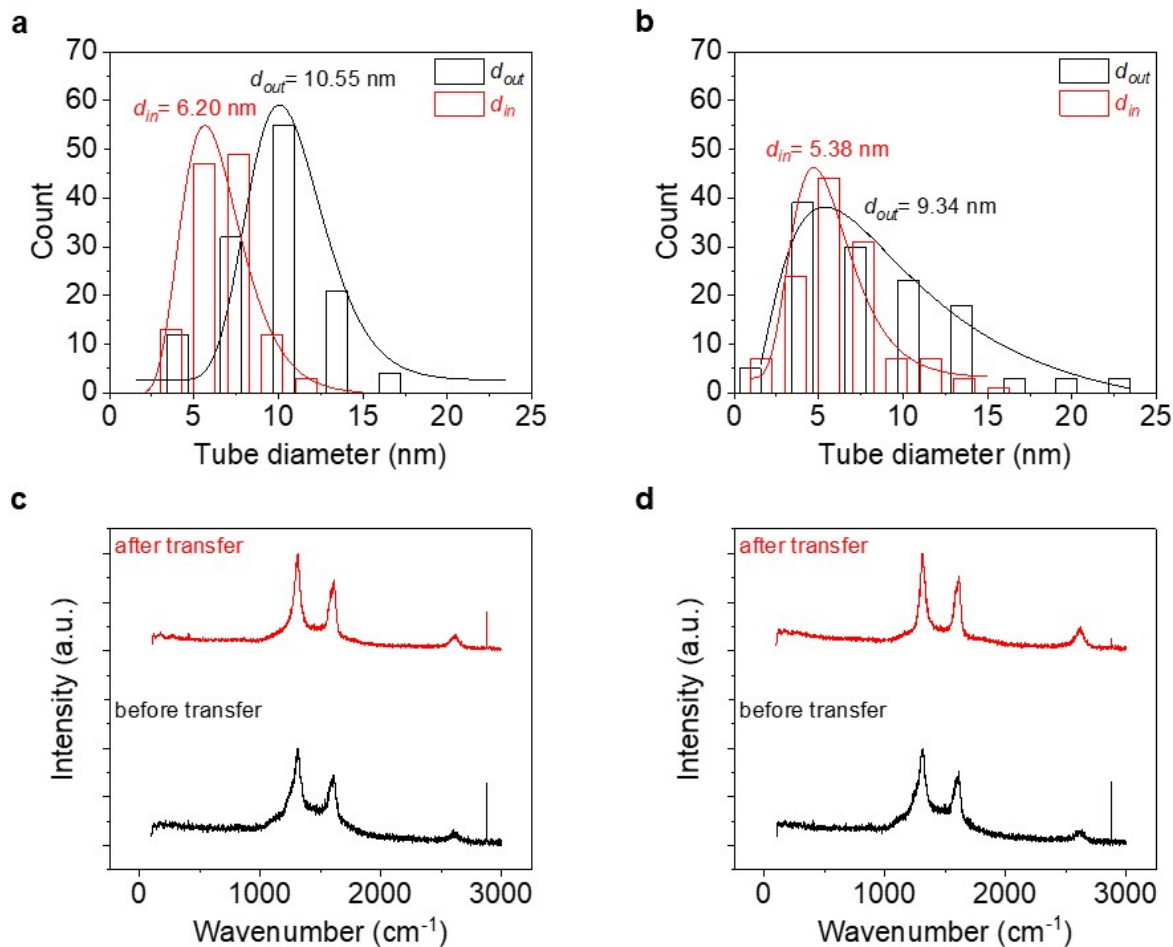 a
70
60
50
40
30
20
10
0
Count
d_out= 10.55 nm
d_in= 6.20 nm
d_out
d_in
0 5 10 15 20 25
Tube diameter (nm)
b
70
60
50
40
30
20
10
0
Count
d_in= 5.38 nm
d_out= 9.34 nm
d_out
d_in
0 5 10 15 20 25
Tube diameter (nm)
c
Intensity (a.u.)
after transfer
before transfer
0 1000 2000 3000
Wavenumber (cm⁻¹)
d
Intensity (a.u.)
after transfer
before transfer
0 1000 2000 3000
Wavenumber (cm⁻¹)